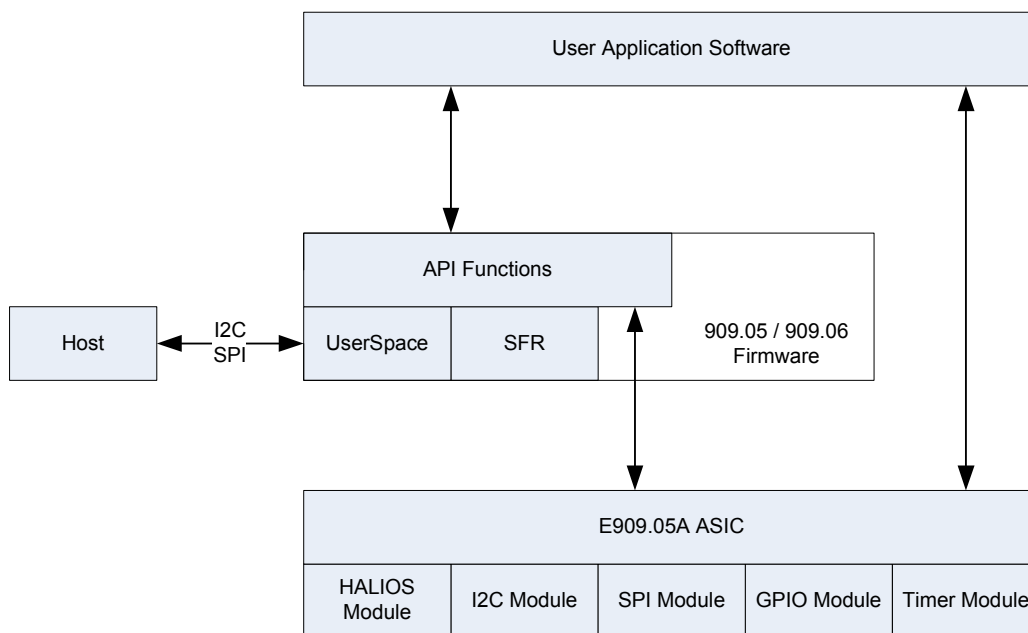 User Application Software
API Functions
Host
I2C
SPI
UserSpace
SFR
909.05 / 909.06
Firmware
E909.05A ASIC
HALIOS
Module
I2C Module
SPI Module
GPIO Module
Timer Module